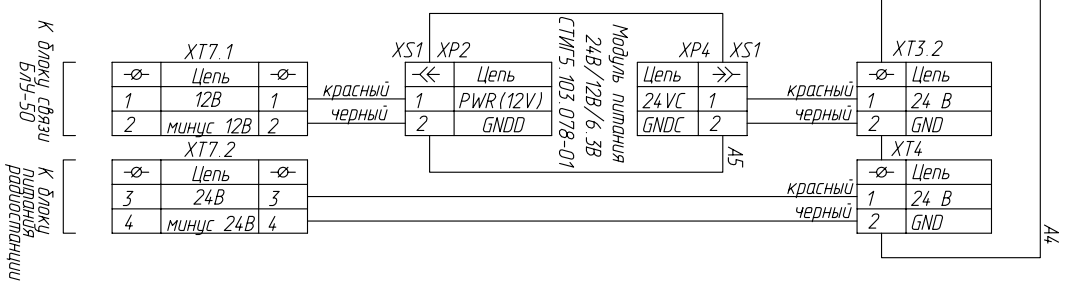 К блоку связи
БЛУ-50
XT7.1
Цепь
1 12В 1
2 минус 12В 2
красный
черный
XS1 XP2
Цепь
1 PWR(12V)
2 GNDD
Модуль питания
24В/12В/6.3В
СТИГ5.103.078-01
XP4 XS1
Цепь
24VC 1
GNDC 2
A5
красный
черный
XT3.2
Цепь
1 24 В
2 GND
К блоку
питания
радиостанции
XT7.2
Цепь
3 24В 3
4 минус 24В 4
красный
черный
XT4
Цепь
1 24 В
2 GND
A4